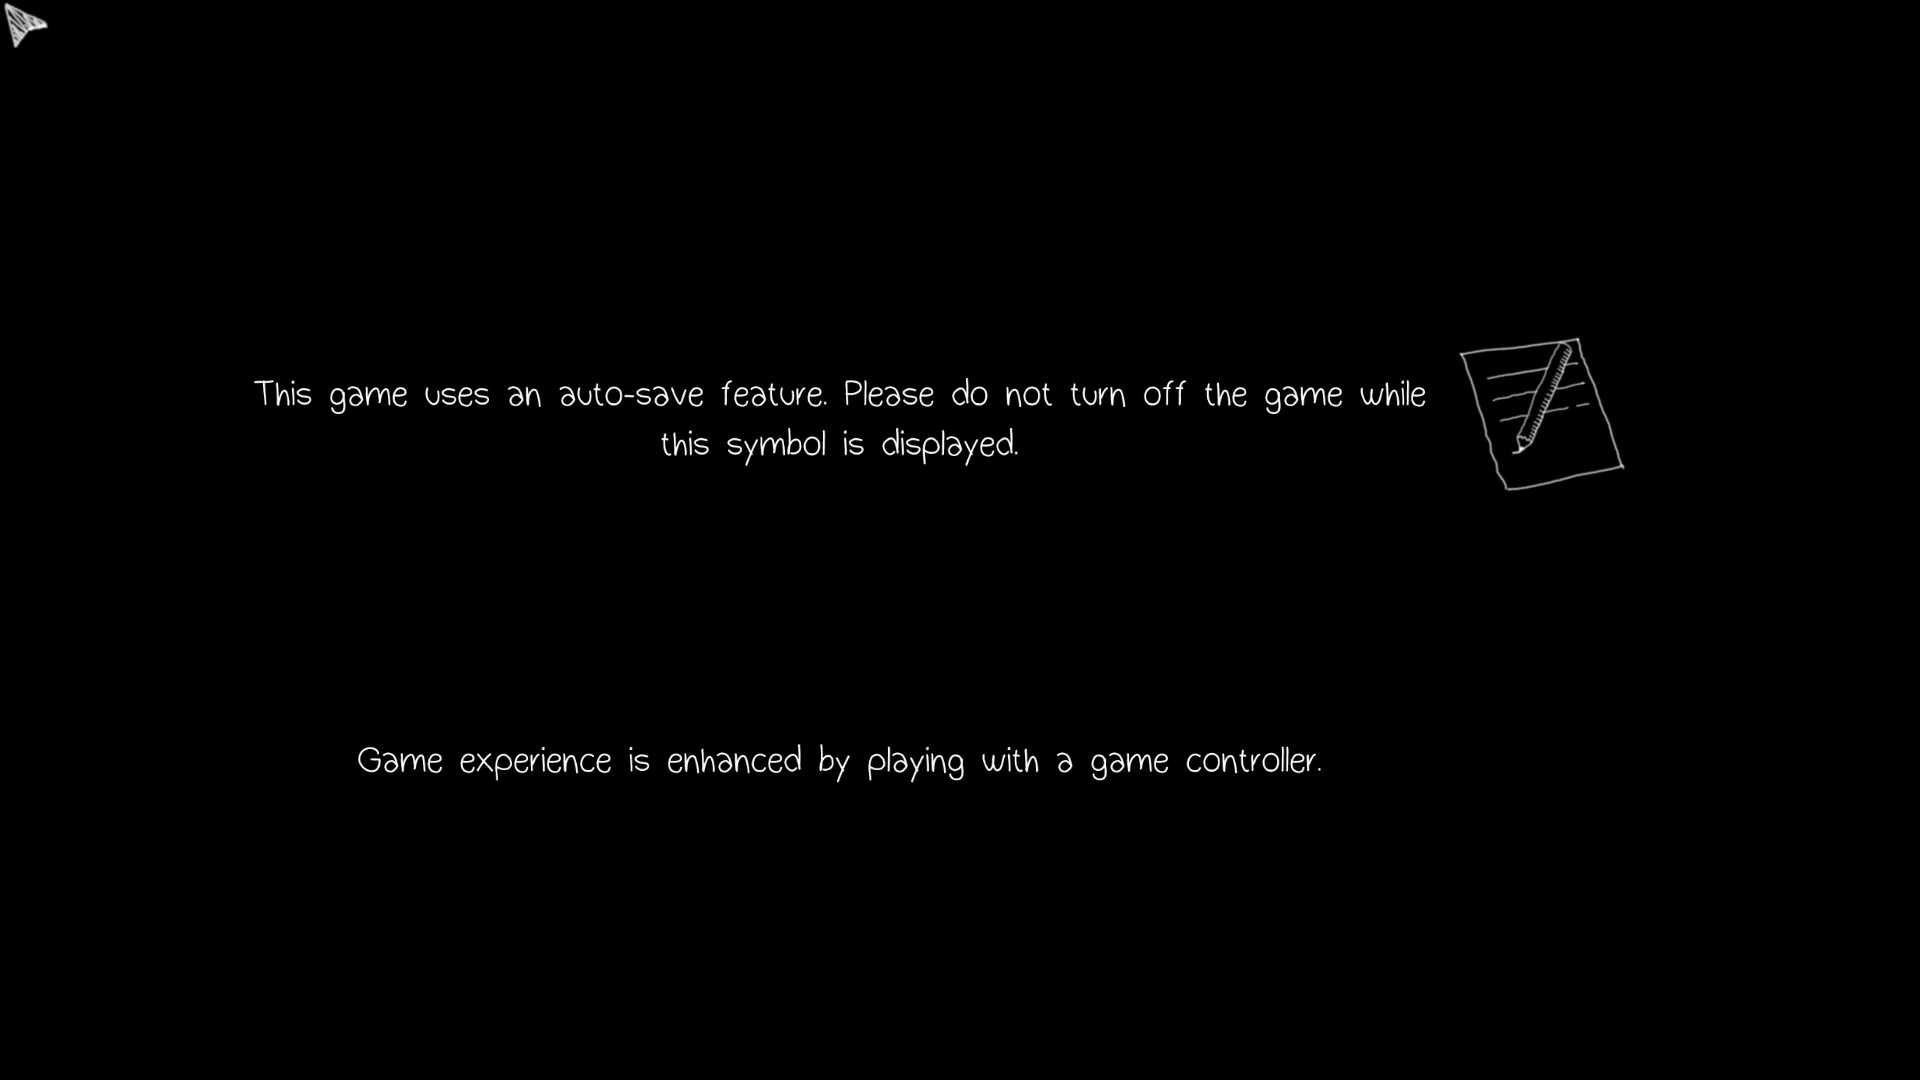 This game uses an auto-save feature. Please do not turn off the game while
this symbol is displayed.
Game experience is enhanced by playing with a game controller.